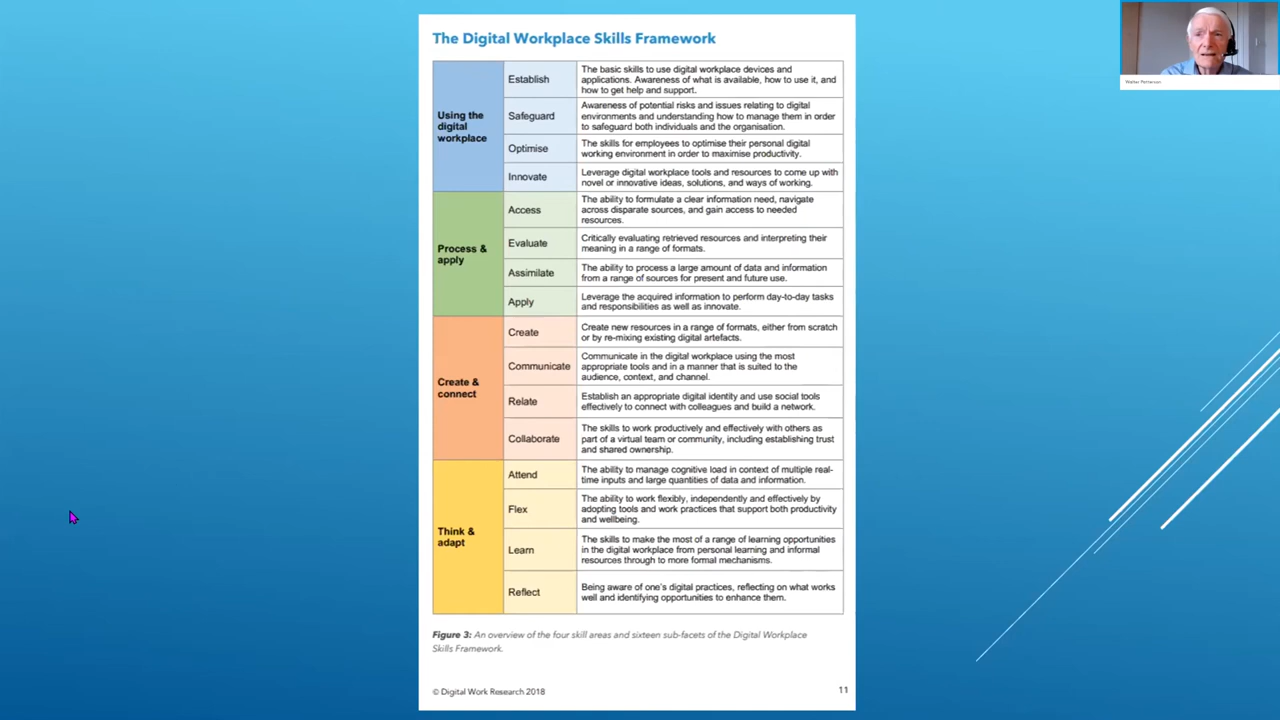 The Digital Workplace Skills Framework
Using the
digital
workplace
Establish
The basic skills to use digital workplace devices and
applications. Awareness of what is available, how to use it, and
how to get help and support.
Safeguard
Awareness of potential risks and issues relating to digital
environments and understanding how to manage them in order
to safeguard both individuals and the organisation.
Optimise
The skills for employees to optimise their personal digital
working environment in order to maximise productivity.
Innovate
Leverage digital workplace tools and resources to come up with
novel or innovative ideas, solutions, and ways of working.
Process &
apply
Access
The ability to formulate a clear information need, navigate
across disparate sources, and gain access to needed
resources.
Evaluate
Critically evaluating retrieved resources and interpreting their
meaning in a range of formats.
Assimilate
The ability to process a large amount of data and information
from a range of sources for present and future use.
Apply
Leverage the acquired information to perform day-to-day tasks
and responsibilities as well as innovate.
Create &
connect
Create
Create new resources in a range of formats, either from scratch
or by re-mixing existing digital artefacts.
Communicate
Communicate in the digital workplace using the most
appropriate tools and in a manner that is suited to the
audience, context, and channel.
Relate
Establish an appropriate digital identity and use social tools
effectively to connect with colleagues and build a network.
Collaborate
The skills to work productively and effectively with others as
part of a virtual team or community, including establishing trust
and shared ownership.
Think &
adapt
Attend
The ability to manage cognitive load in context of multiple real-
time inputs and large quantities of data and information.
Flex
The ability to work flexibly, independently and effectively by
adopting tools and work practices that support both productivity
and wellbeing.
Learn
The skills to make the most of a range of learning opportunities
in the digital workplace from personal learning and informal
resources through to more formal mechanisms.
Reflect
Being aware of one's digital practices, reflecting on what works
well and identifying opportunities to enhance them.
Figure 3: An overview of the four skill areas and sixteen sub-facets of the Digital Workplace
Skills Framework.
© Digital Work Research 2018
11
Walter Patterson